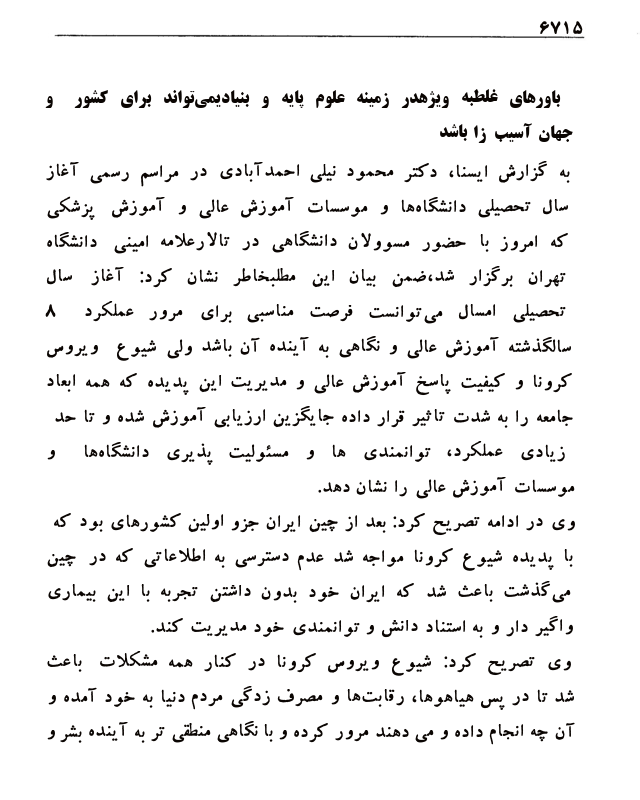 ۶۷۱۵
باورهای غلطبه ویژهدر زمینه علوم پایه و بنیادیمی‌تواند برای کشور و
جهان آسیب زا باشد
به گزارش ایسنا، دکتر محمود نیلی احمدآبادی در مراسم رسمی آغاز
سال تحصیلی دانشگاه‌ها و موسسات آموزش عالی و آموزش پزشکی
که امروز با حضور مسوولان دانشگاهی در تالارعلامه امینی دانشگاه
تهران برگزار شد،ضمن بیان این مطلبخاطر نشان کرد: آغاز سال
تحصیلی امسال می‌توانست فرصت مناسبی برای مرور عملکرد ۸
سالگذشته آموزش عالی و نگاهی به آینده آن باشد ولی شیوع ویروس
کرونا و کیفیت پاسخ آموزش عالی و مدیریت این پدیده که همه ابعاد
جامعه را به شدت تاثیر قرار داده جایگزین ارزیابی آموزش شده و تا حد
زیادی عملکرد، توانمندی ها و مسئولیت پذیری دانشگاه‌ها و
موسسات آموزش عالی را نشان دهد.
وی در ادامه تصریح کرد: بعد از چین ایران جزو اولین کشورهای بود که
با پدیده شیوع کرونا مواجه شد عدم دسترسی به اطلاعاتی که در چین
می‌گذشت باعث شد که ایران خود بدون داشتن تجربه با این بیماری
واگیر دار و به استناد دانش و توانمندی خود مدیریت کند.
وی تصریح کرد: شیوع ویروس کرونا در کنار همه مشکلات باعث
شد تا در پس هیاهوها، رقابت‌ها و مصرف زدگی مردم دنیا به خود آمده و
آن چه انجام داده و می دهند مرور کرده و با نگاهی منطقی تر به آینده بشر و